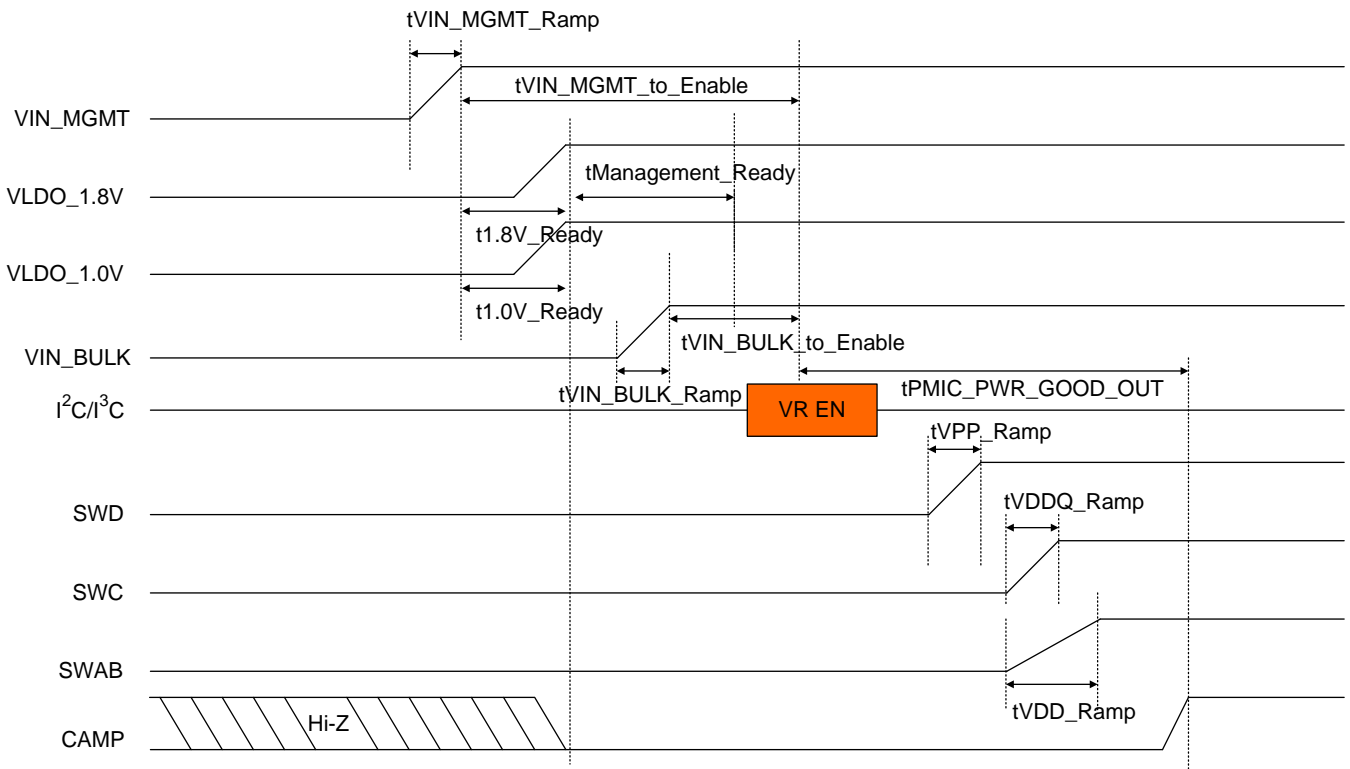 tVIN_MGMT_Ramp
tVIN_MGMT_to_Enable
VIN_MGMT
tManagement_Ready
VLDO_1.8V
t1.8V_Ready
VLDO_1.0V
t1.0V_Ready
tVIN_BULK_to_Enable
VIN_BULK
tVIN_BULK_Ramp
tPMIC_PWR_GOOD_OUT
I²C/I³C
VR EN
tVPP_Ramp
tVDDQ_Ramp
SWD
SWC
SWAB
tVDD_Ramp
Hi-Z
CAMP